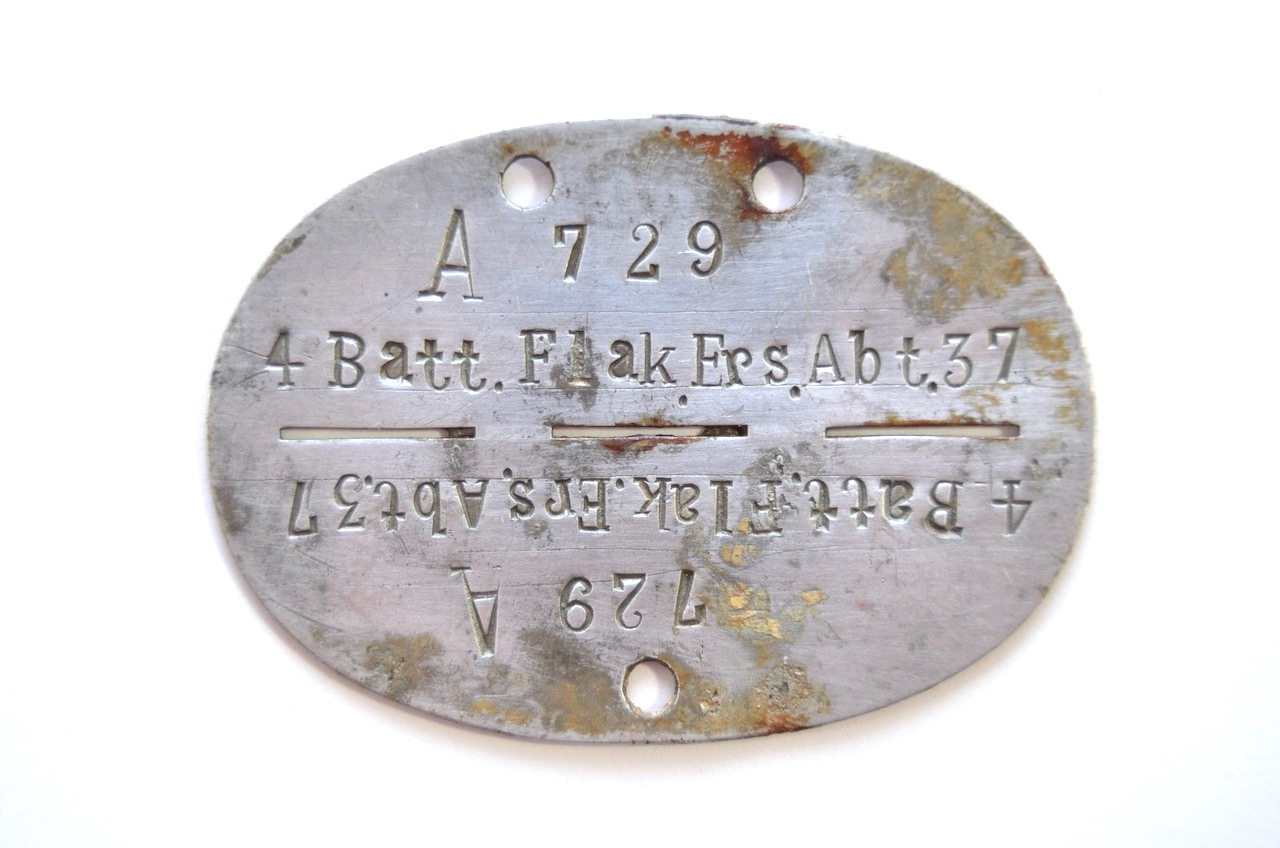 A 729
4 Batt. Flak. Ers. Abt. 37
4 Batt. Flak. Ers. Abt. 37
729 A